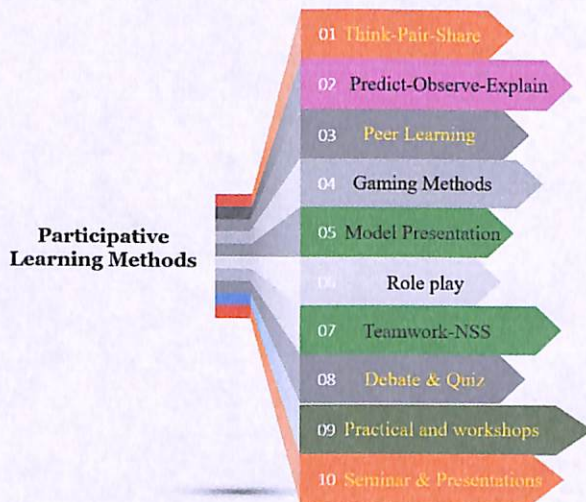 Participative
Learning Methods
01 Think-Pair-Share
02 Predict-Observe-Explain
03 Peer Learning
04 Gaming Methods
05 Model Presentation
06 Role play
07 Teamwork-NSS
08 Debate & Quiz
09 Practical and workshops
10 Seminar & Presentations